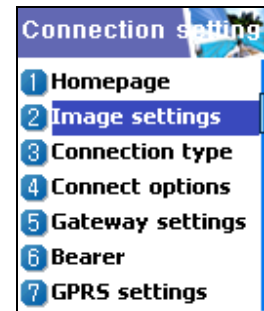 Connection setting
1 Homepage
2 Image settings
3 Connection type
4 Connect options
5 Gateway settings
6 Bearer
7 GPRS settings